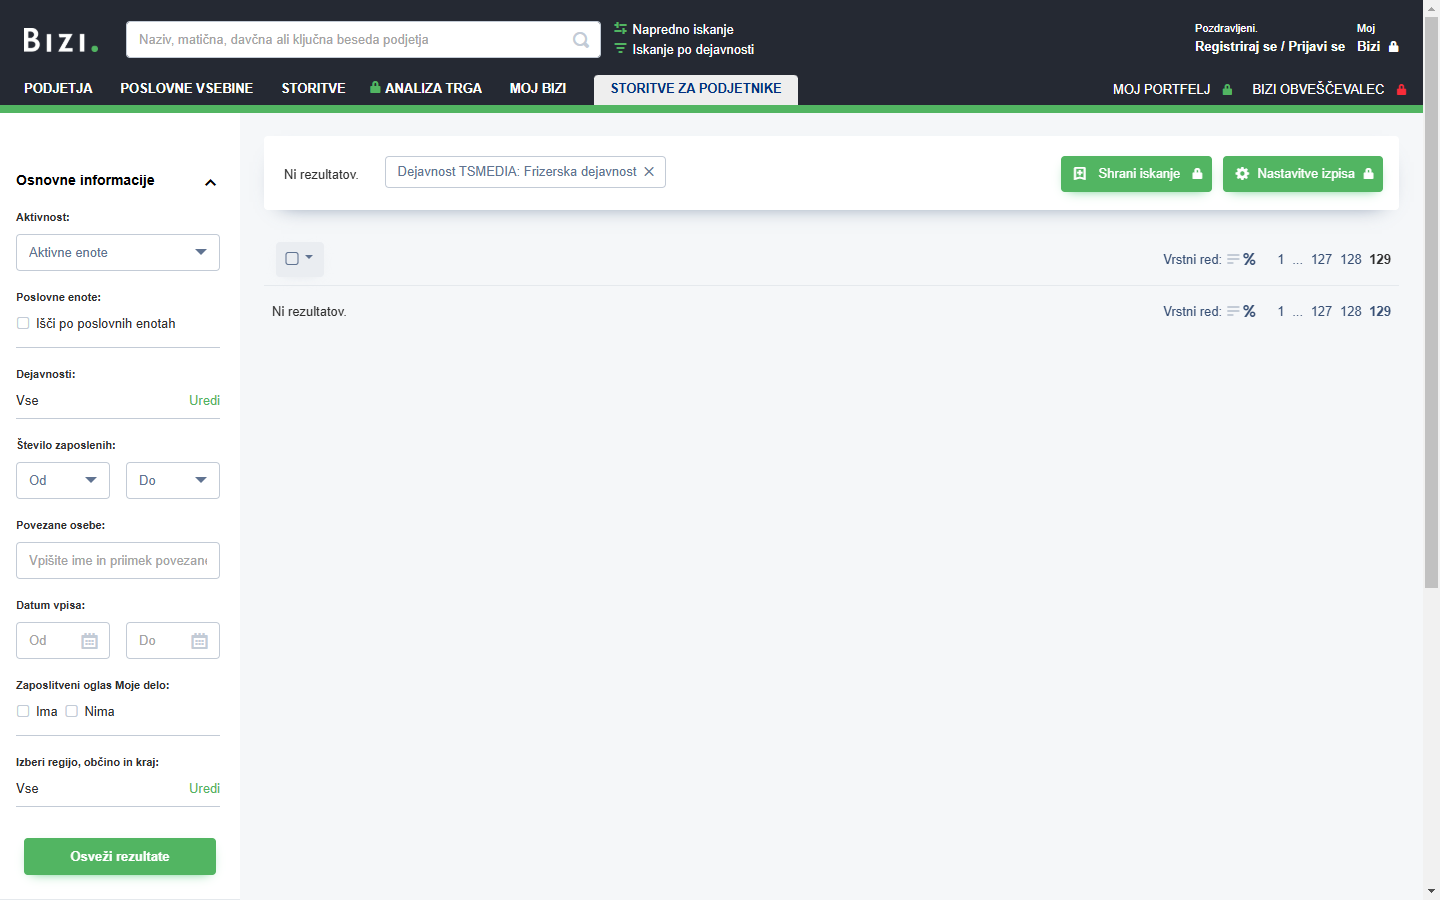 BIZI.
Naziv, matična, davčna ali ključna beseda podjetja
Napredno iskanje
Iskanje po dejavnosti
Pozdravljeni.
Registriraj se / Prijavi se
Moj
Bizi
PODJETJA
POSLOVNE VSEBINE
STORITVE
ANALIZA TRGA
MOJ BIZI
STORITVE ZA PODJETNIKE
MOJ PORTFELJ
BIZI OBVEŠČEVALEC
Osnovne informacije
Aktivnost:
Aktivne enote
Poslovne enote:
Išči po poslovnih enotah
Dejavnosti:
Vse
Uredi
Število zaposlenih:
Od
Do
Povezane osebe:
Vpišite ime in priimek povezane
Datum vpisa:
Od
Do
Zaposlitveni oglas Moje delo:
Ima
Nima
Izberi regijo, občino in kraj:
Vse
Uredi
Osveži rezultate
Ni rezultatov.
Dejavnost TSMEDIA: Frizerska dejavnost
Shrani iskanje
Nastavitve izpisa
Vrstni red: % 1 ... 127 128 129
Ni rezultatov.
Vrstni red: % 1 ... 127 128 129